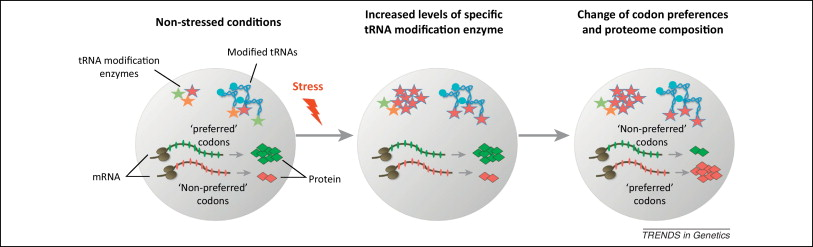 Non-stressed conditions
Increased levels of specific
tRNA modification enzyme
Change of codon preferences
and proteome composition
tRNA modification
enzymes
Modified tRNAs
Stress
‘preferred’
codons
mRNA
‘Non-preferred’
codons
Protein
‘Non-preferred’
codons
‘preferred’
codons
TRENDS in Genetics